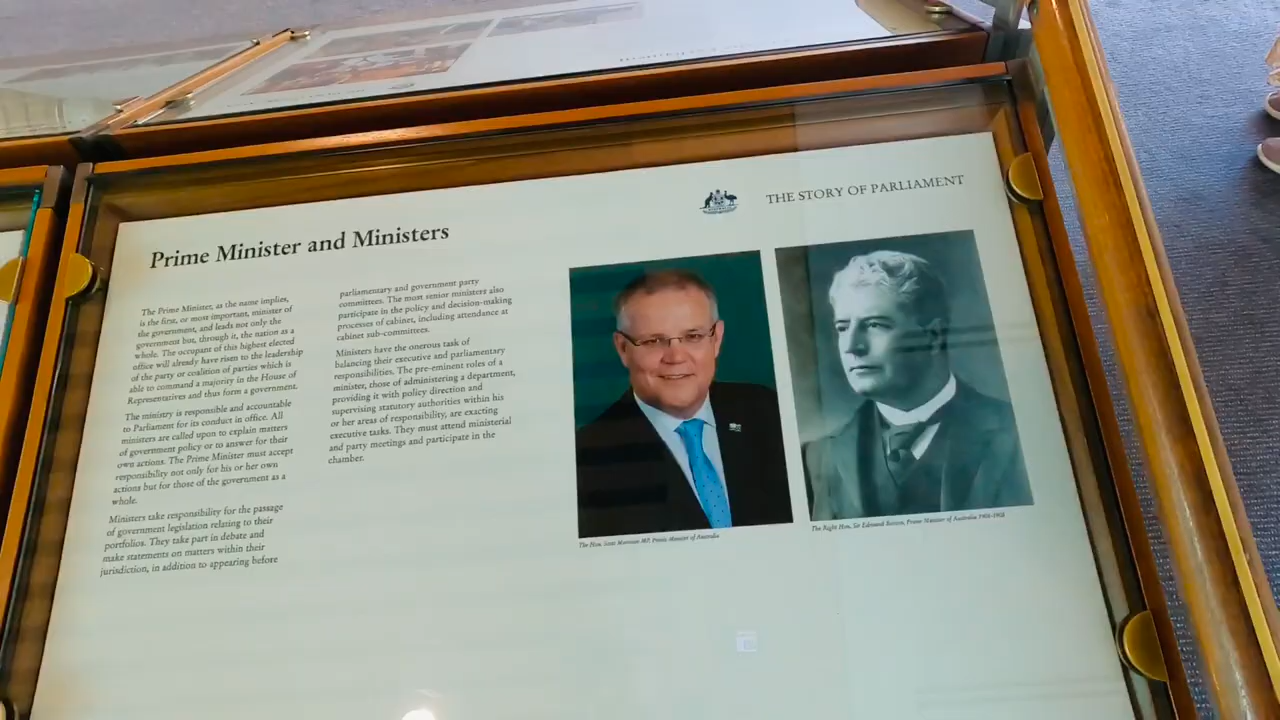 THE STORY OF PARLIAMENT
Prime Minister and Ministers
The Prime Minister, as the name implies,
is the first, or most important, minister of
the government, and leads not only the
government but, through it, the nation as a
whole. The occupant of this highest elected
office will already have risen to the leadership
of the party or coalition of parties which is
able to command a majority in the House of
Representatives and thus form a government.
The ministry is responsible and accountable
to Parliament for its conduct in office. All
ministers are called upon to explain matters
of government policy or to answer for their
own actions. The Prime Minister must accept
responsibility not only for his or her own
actions but for those of the government as a
whole.
Ministers take responsibility for the passage
of government legislation relating to their
portfolios. They take part in debate and
make statements on matters within their
jurisdiction, in addition to appearing before
parliamentary and government party
committees. The most senior ministers also
participate in the policy and decision-making
processes of cabinet, including attendance at
cabinet sub-committees.
Ministers have the onerous task of
balancing their executive and parliamentary
responsibilities. The pre-eminent roles of a
minister, those of administering a department,
providing it with policy direction and
supervising statutory authorities within his
or her areas of responsibility, are exacting
executive tasks. They must attend ministerial
and party meetings and participate in the
chamber.
The Hon. Scott Morrison MP, Prime Minister of Australia
The Right Hon. Sir Edmund Barton, Prime Minister of Australia 1901-1903